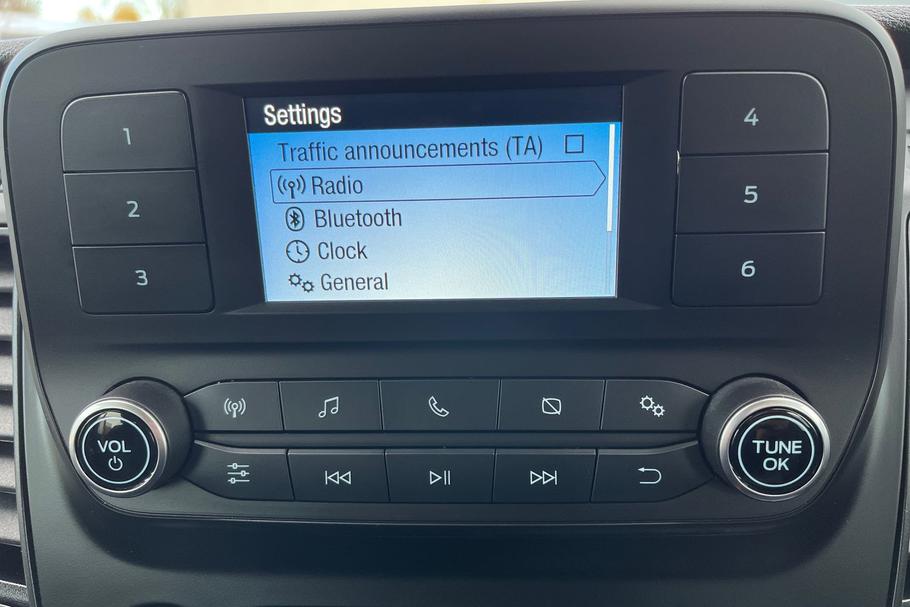 Settings
Traffic announcements (TA)
Radio
Bluetooth
Clock
General
1
2
3
4
5
6
VOL
TUNE
OK